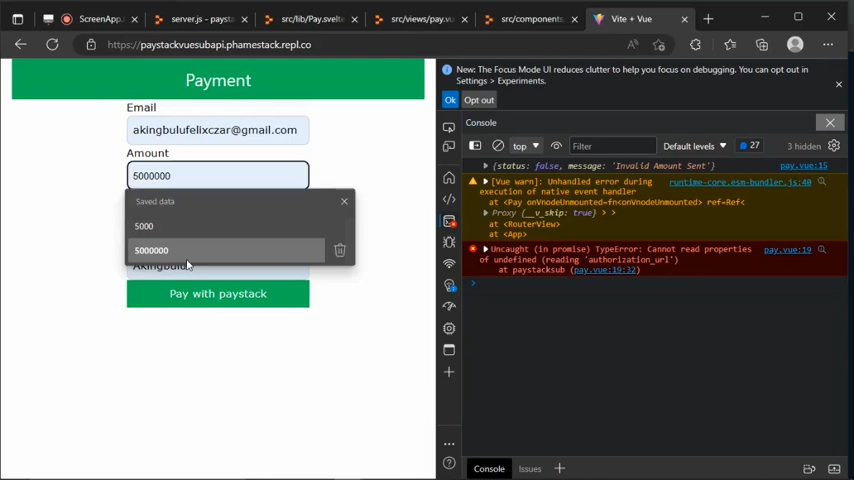 ScreenApp.
server.js - paysta
src/lib/Pay.svelte
src/views/pay.vu
src/components
Vite + Vue
https://paystackvuesubapi.phamestack.repl.co
Payment
Email
akingbulufelixczar@gmail.com
Amount
5000000
Saved data
5000
5000000
Akingbulu
Pay with paystack
New: The Focus Mode UI reduces clutter to help you focus on debugging. You can opt out in
Settings > Experiments.
Ok
Opt out
Console
top
Filter
Default levels
27
3 hidden
{status: false, message: 'Invalid Amount Sent'}
pay.vue:15
[Vue warn]: Unhandled error during
runtime-core.esm-bundler.js:40
execution of native event handler
at <Pay onVnodeUnmounted=fn<onVnodeUnmounted> ref=Ref<
Proxy {__v_skip: true} > >
at <RouterView>
at <App>
Uncaught (in promise) TypeError: Cannot read properties
pay.vue:19
of undefined (reading 'authorization_url')
at paystacksub (pay.vue:19:32)
Console
Issues